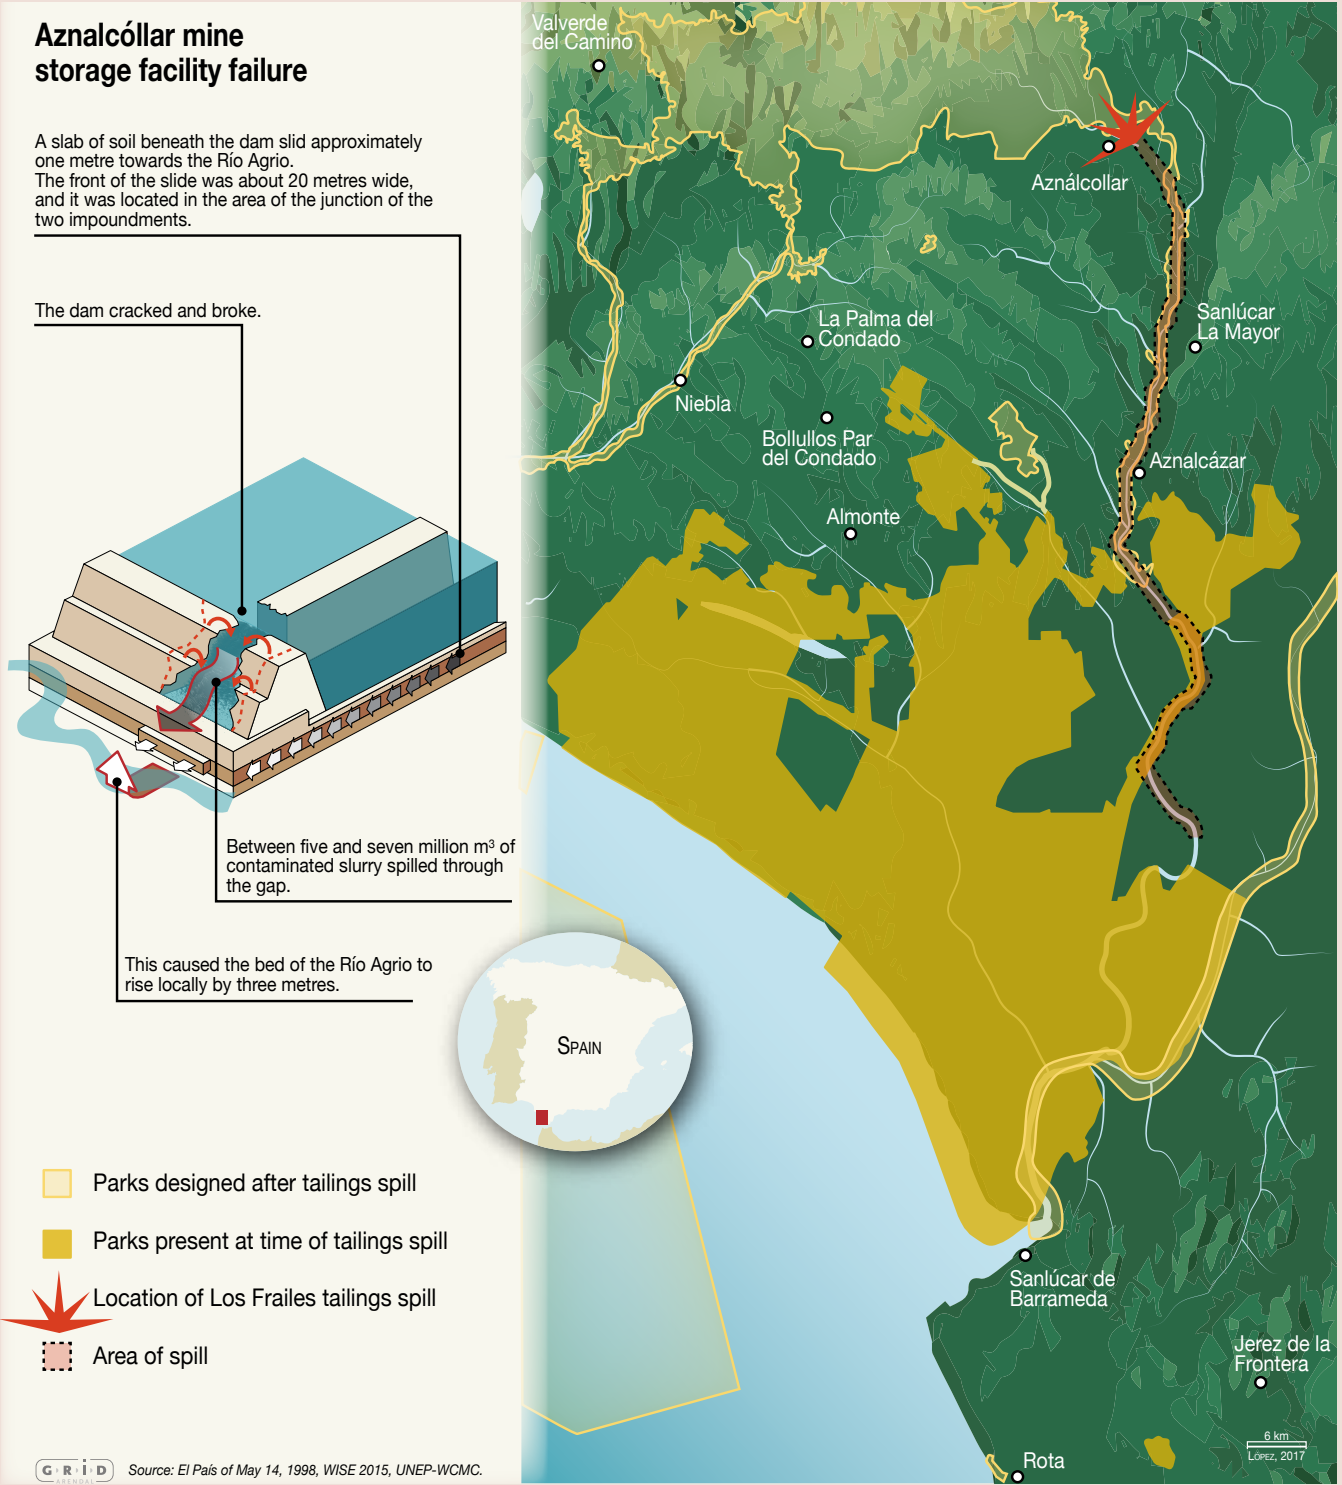 Aznalcóllar mine
storage facility failure
A slab of soil beneath the dam slid approximately
one metre towards the Río Agrio.
The front of the slide was about 20 metres wide,
and it was located in the area of the junction of the
two impoundments.
The dam cracked and broke.
Between five and seven million m³ of
contaminated slurry spilled through
the gap.
This caused the bed of the Río Agrio to
rise locally by three metres.
SPAIN
Parks designed after tailings spill
Parks present at time of tailings spill
Location of Los Frailes tailings spill
Area of spill
GRID
ARENDAL
Source: El País of May 14, 1998, WISE 2015, UNEP-WCMC.
Valverde
del Camino
Aználcollar
Sanlúcar
La Mayor
La Palma del
Condado
Niebla
Bollullos Par
del Condado
Aznalcázar
Almonte
Sanlúcar de
Barrameda
Jerez de la
Frontera
Rota
6 km
LÓPEZ, 2017